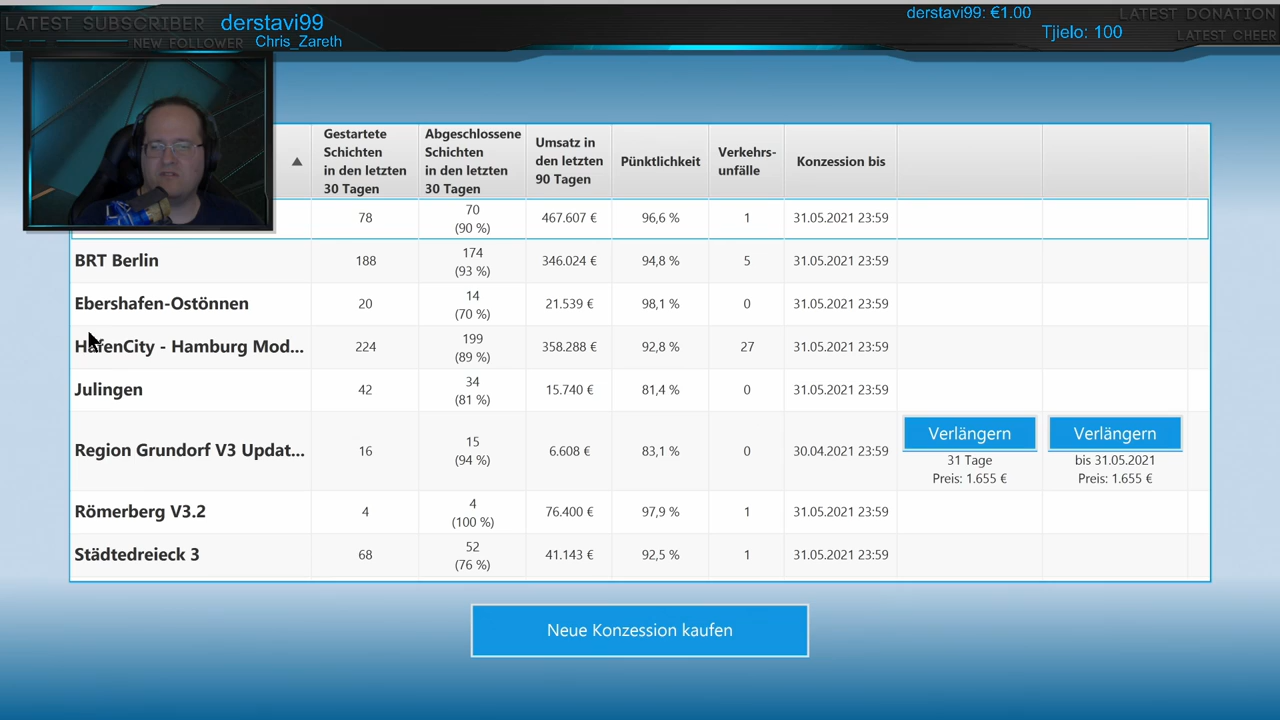 LATEST SUBSCRIBER
derstavi99
NEW FOLLOWER
Chris_Zareth
derstavi99: €1.00
LATEST DONATION
Tjielo: 100
LATEST CHEER
Gestartete
Schichten
in den letzten
30 Tagen
Abgeschlossene
Schichten
in den letzten
30 Tagen
Umsatz in
den letzten
90 Tagen
Pünktlichkeit
Verkehrs-
unfälle
Konzession bis
78
70
(90 %)
467.607 €
96,6 %
1
31.05.2021 23:59
BRT Berlin
188
174
(93 %)
346.024 €
94,8 %
5
31.05.2021 23:59
Ebershafen-Ostönnen
20
14
(70 %)
21.539 €
98,1 %
0
31.05.2021 23:59
HafenCity - Hamburg Mod...
224
199
(89 %)
358.288 €
92,8 %
27
31.05.2021 23:59
Julingen
42
34
(81 %)
15.740 €
81,4 %
0
31.05.2021 23:59
Region Grundorf V3 Updat...
16
15
(94 %)
6.608 €
83,1 %
0
30.04.2021 23:59
Verlängern
31 Tage
Preis: 1.655 €
Verlängern
bis 31.05.2021
Preis: 1.655 €
Römerberg V3.2
4
4
(100 %)
76.400 €
97,9 %
1
31.05.2021 23:59
Städtedreieck 3
68
52
(76 %)
41.143 €
92,5 %
1
31.05.2021 23:59
Neue Konzession kaufen